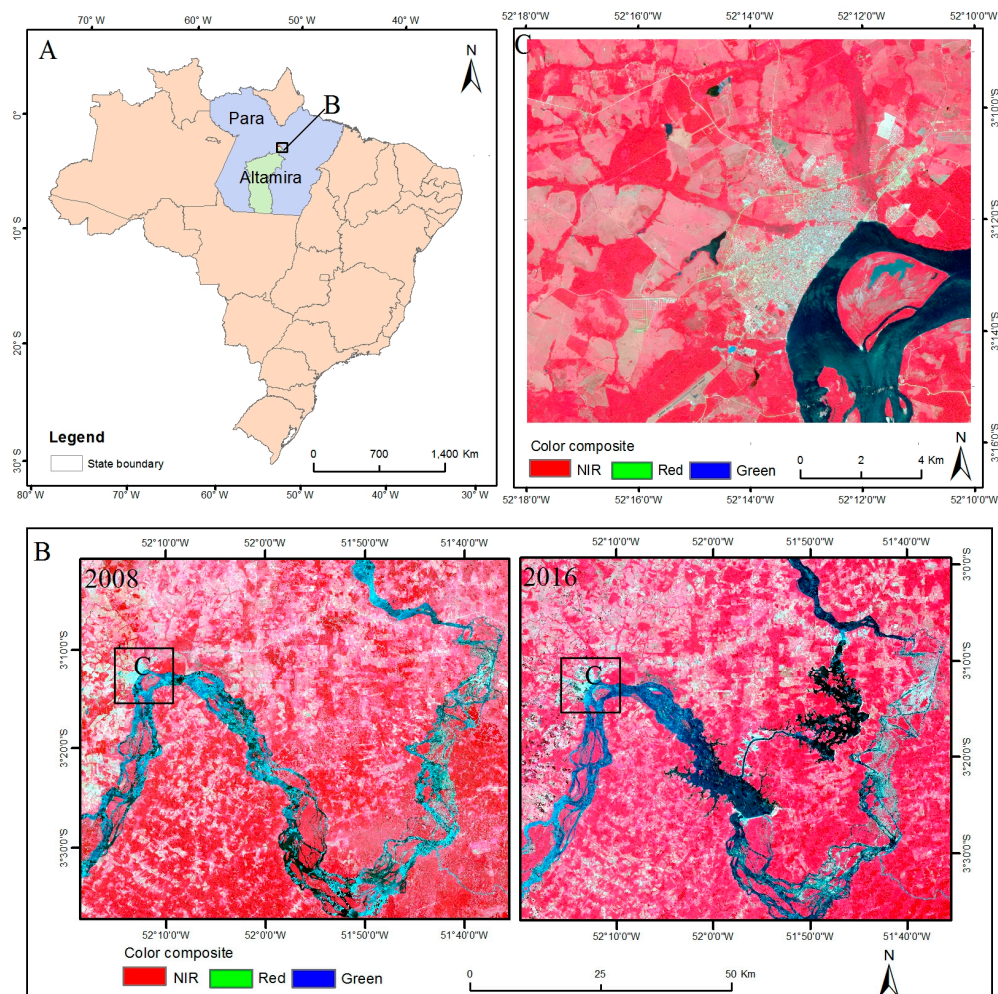 70° W 60° W 50° W 40° W
A
N
B
Para
Altamira
0°
10° S
20° S
30° S
Legend
State boundary
0 700 1,400 Km
80° W 70° W 60° W 50° W 40° W 30° W
52°18'0"W 52°16'0"W 52°14'0"W 52°12'0"W 52°10'0"W
C
3°10'0"S
3°12'0"S
3°14'0"S
3°16'0"S
Color composite
NIR Red Green
0 2 4 Km
N
52°18'0"W 52°16'0"W 52°14'0"W 52°12'0"W 52°10'0"W
B
52°10'0"W 52°0'0"W 51°50'0"W 51°40'0"W
2008
C
3°10'0"S
3°20'0"S
3°30'0"S
52°10'0"W 52°0'0"W 51°50'0"W 51°40'0"W
52°10'0"W 52°0'0"W 51°50'0"W 51°40'0"W
2016
C
3°0'0"S
3°10'0"S
3°20'0"S
3°30'0"S
52°10'0"W 52°0'0"W 51°50'0"W 51°40'0"W
Color composite
NIR Red Green
0 25 50 Km
N